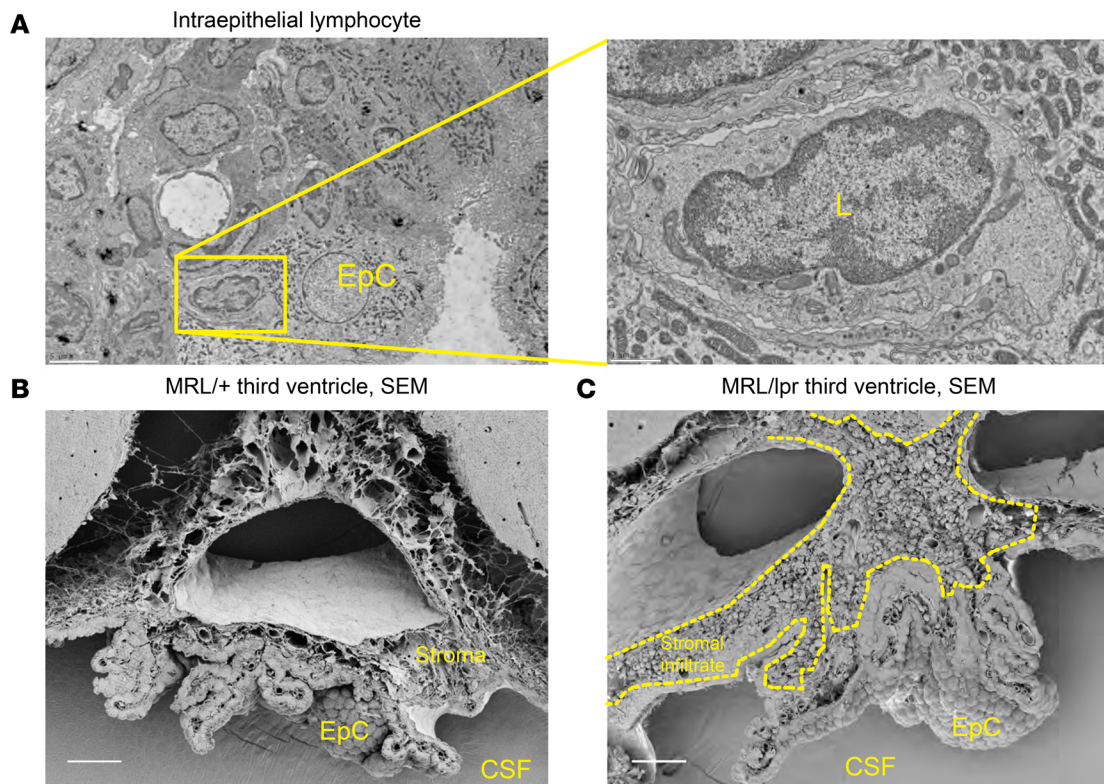 A
Intraepithelial lymphocyte
EpC
L
B
MRL/+ third ventricle, SEM
Stroma
EpC
CSF
C
MRL/lpr third ventricle, SEM
Stromal
infiltrate
EpC
CSF